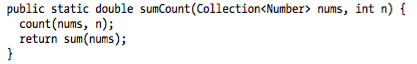 public static double sumCount(Collection<Number> nums, int n) {
  count(nums, n);
  return sum(nums);
}